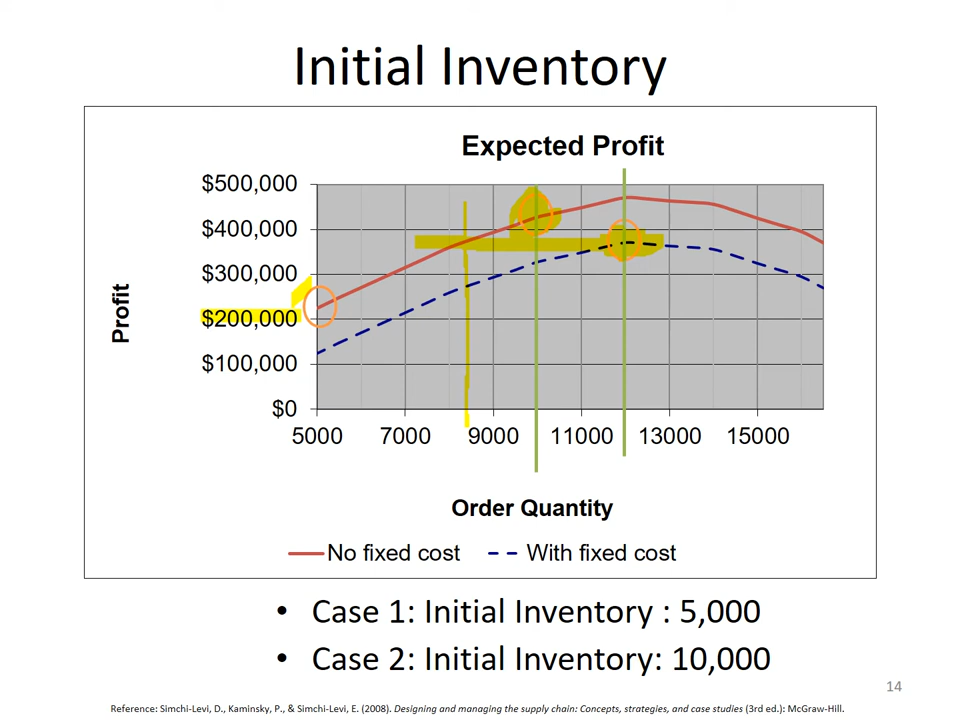 Initial Inventory
Expected Profit
$500,000
$400,000
$300,000
$200,000
$100,000
$0
Profit
5000 7000 9000 11000 13000 15000
Order Quantity
No fixed cost With fixed cost
• Case 1: Initial Inventory : 5,000
• Case 2: Initial Inventory: 10,000
14
Reference: Simchi-Levi, D., Kaminsky, P., & Simchi-Levi, E. (2008). Designing and managing the supply chain: Concepts, strategies, and case studies (3rd ed.): McGraw-Hill.